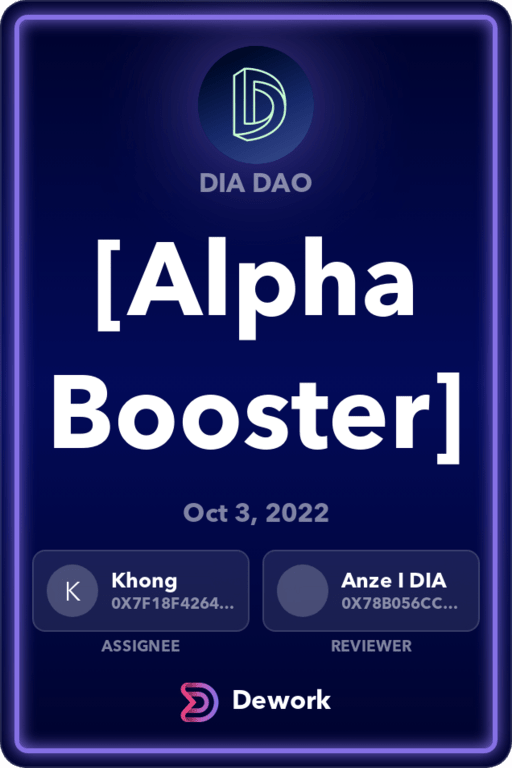 DIA DAO
[Alpha
Booster]
Oct 3, 2022
K
Khong
0X7F18F4264...
ASSIGNEE
Anze I DIA
0X78B056CC...
REVIEWER
Dework